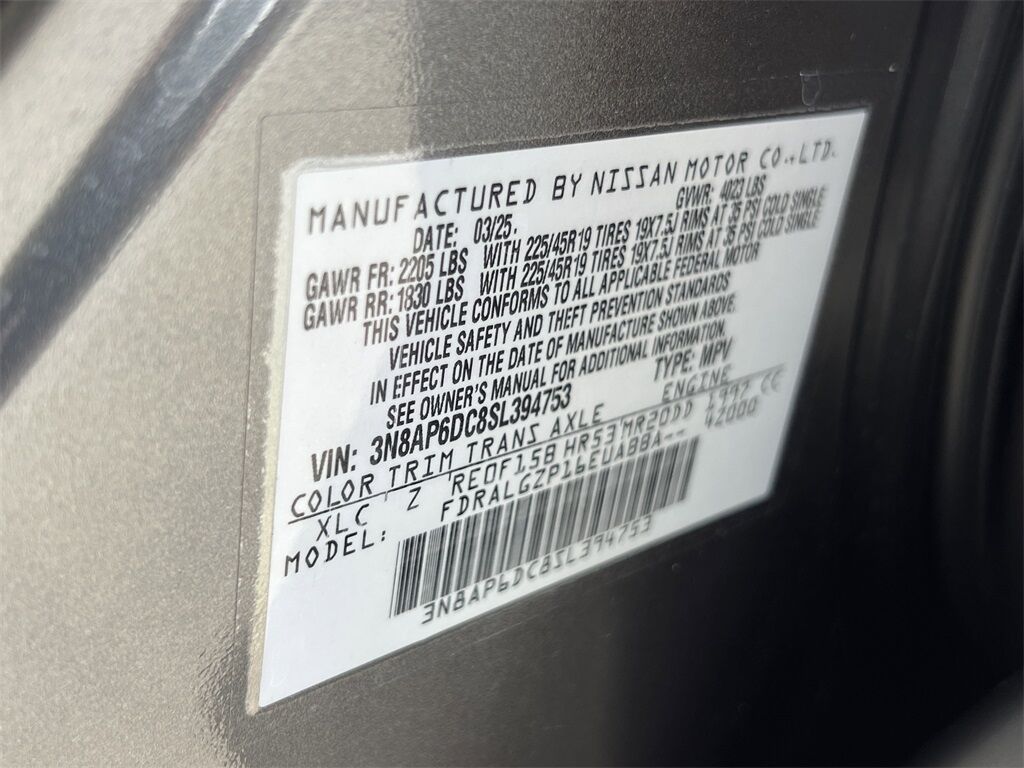 MANUFACTURED BY NISSAN MOTOR CO.,LTD.
DATE: 03/25. GVWR: 4023 LBS
GAWR FR: 2205 LBS WITH 225/45R19 TIRES 19X7.5J RIMS AT 35 PSI COLD SINGLE
GAWR RR: 1830 LBS WITH 225/45R19 TIRES 19X7.5J RIMS AT 35 PSI COLD SINGLE
THIS VEHICLE CONFORMS TO ALL APPLICABLE FEDERAL MOTOR
VEHICLE SAFETY AND THEFT PREVENTION STANDARDS
IN EFFECT ON THE DATE OF MANUFACTURE SHOWN ABOVE.
SEE OWNER'S MANUAL FOR ADDITIONAL INFORMATION.
VIN: 3N8AP6DC8SL394753 TYPE: MPV
COLOR TRIM TRANS AXLE ENGINE
XLC Z RE0F15B HR53 MR20DD 1997 CC
MODEL: FDRALGZP16EUABBA-- 42000
3N8AP6DC8SL394753